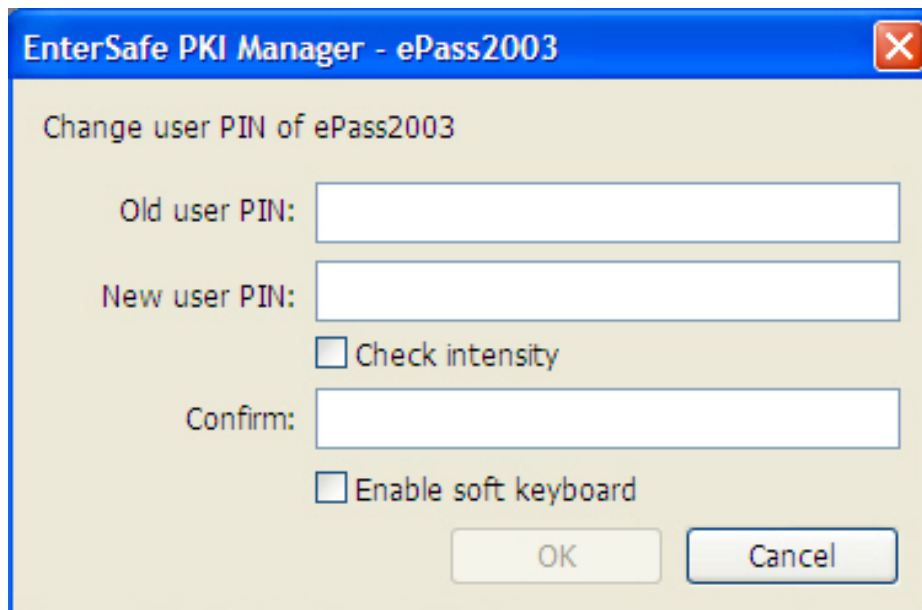 EnterSafe PKI Manager - ePass2003
Change user PIN of ePass2003
Old user PIN:
New user PIN:
Check intensity
Confirm:
Enable soft keyboard
OK Cancel